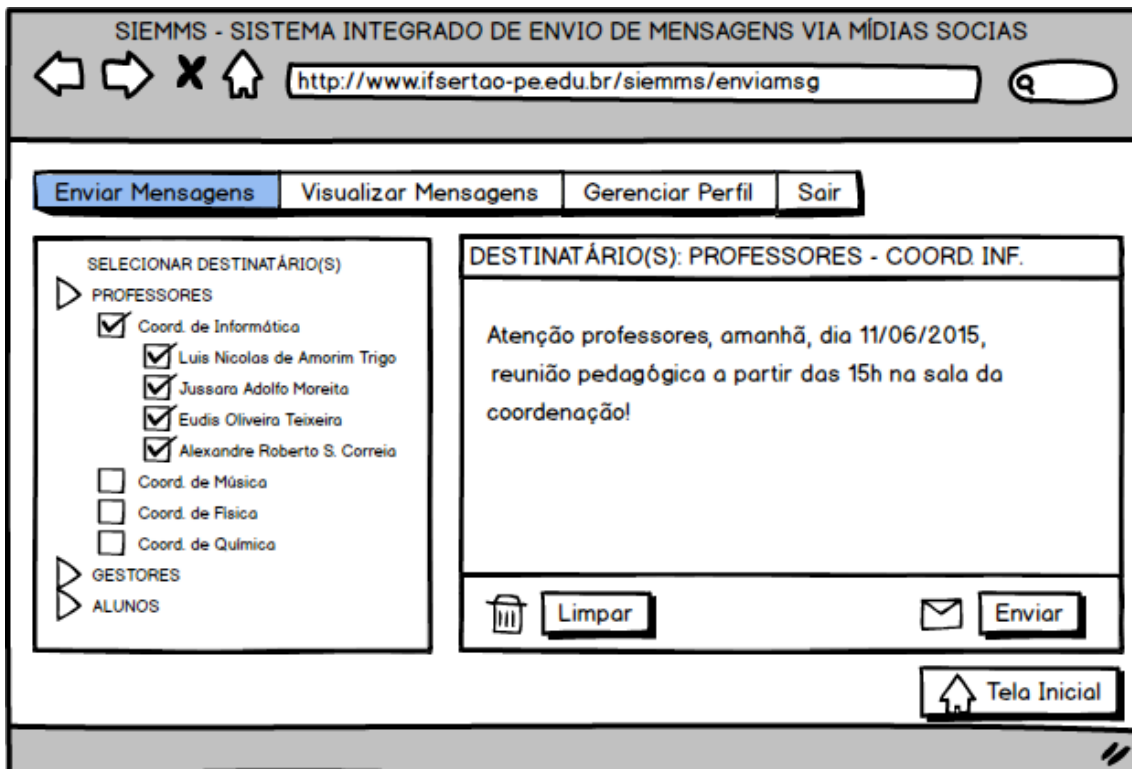 SIEMMS - SISTEMA INTEGRADO DE ENVIO DE MENSAGENS VIA MÍDIAS SOCIAS
http://www.ifsertao-pe.edu.br/siemms/enviamsg
Enviar Mensagens Visualizar Mensagens Gerenciar Perfil Sair
SELECIONAR DESTINATÁRIO(S)
PROFESSORES
Coord. de Informática
Luis Nicolas de Amorim Trigo
Jussara Adolfo Moreita
Eudis Oliveira Teixeira
Alexandre Roberto S. Correia
Coord. de Música
Coord. de Física
Coord. de Química
GESTORES
ALUNOS
DESTINATÁRIO(S): PROFESSORES - COORD. INF.
Atenção professores, amanhã, dia 11/06/2015,
reunião pedagógica a partir das 15h na sala da
coordenação!
Limpar
Enviar
Tela Inicial